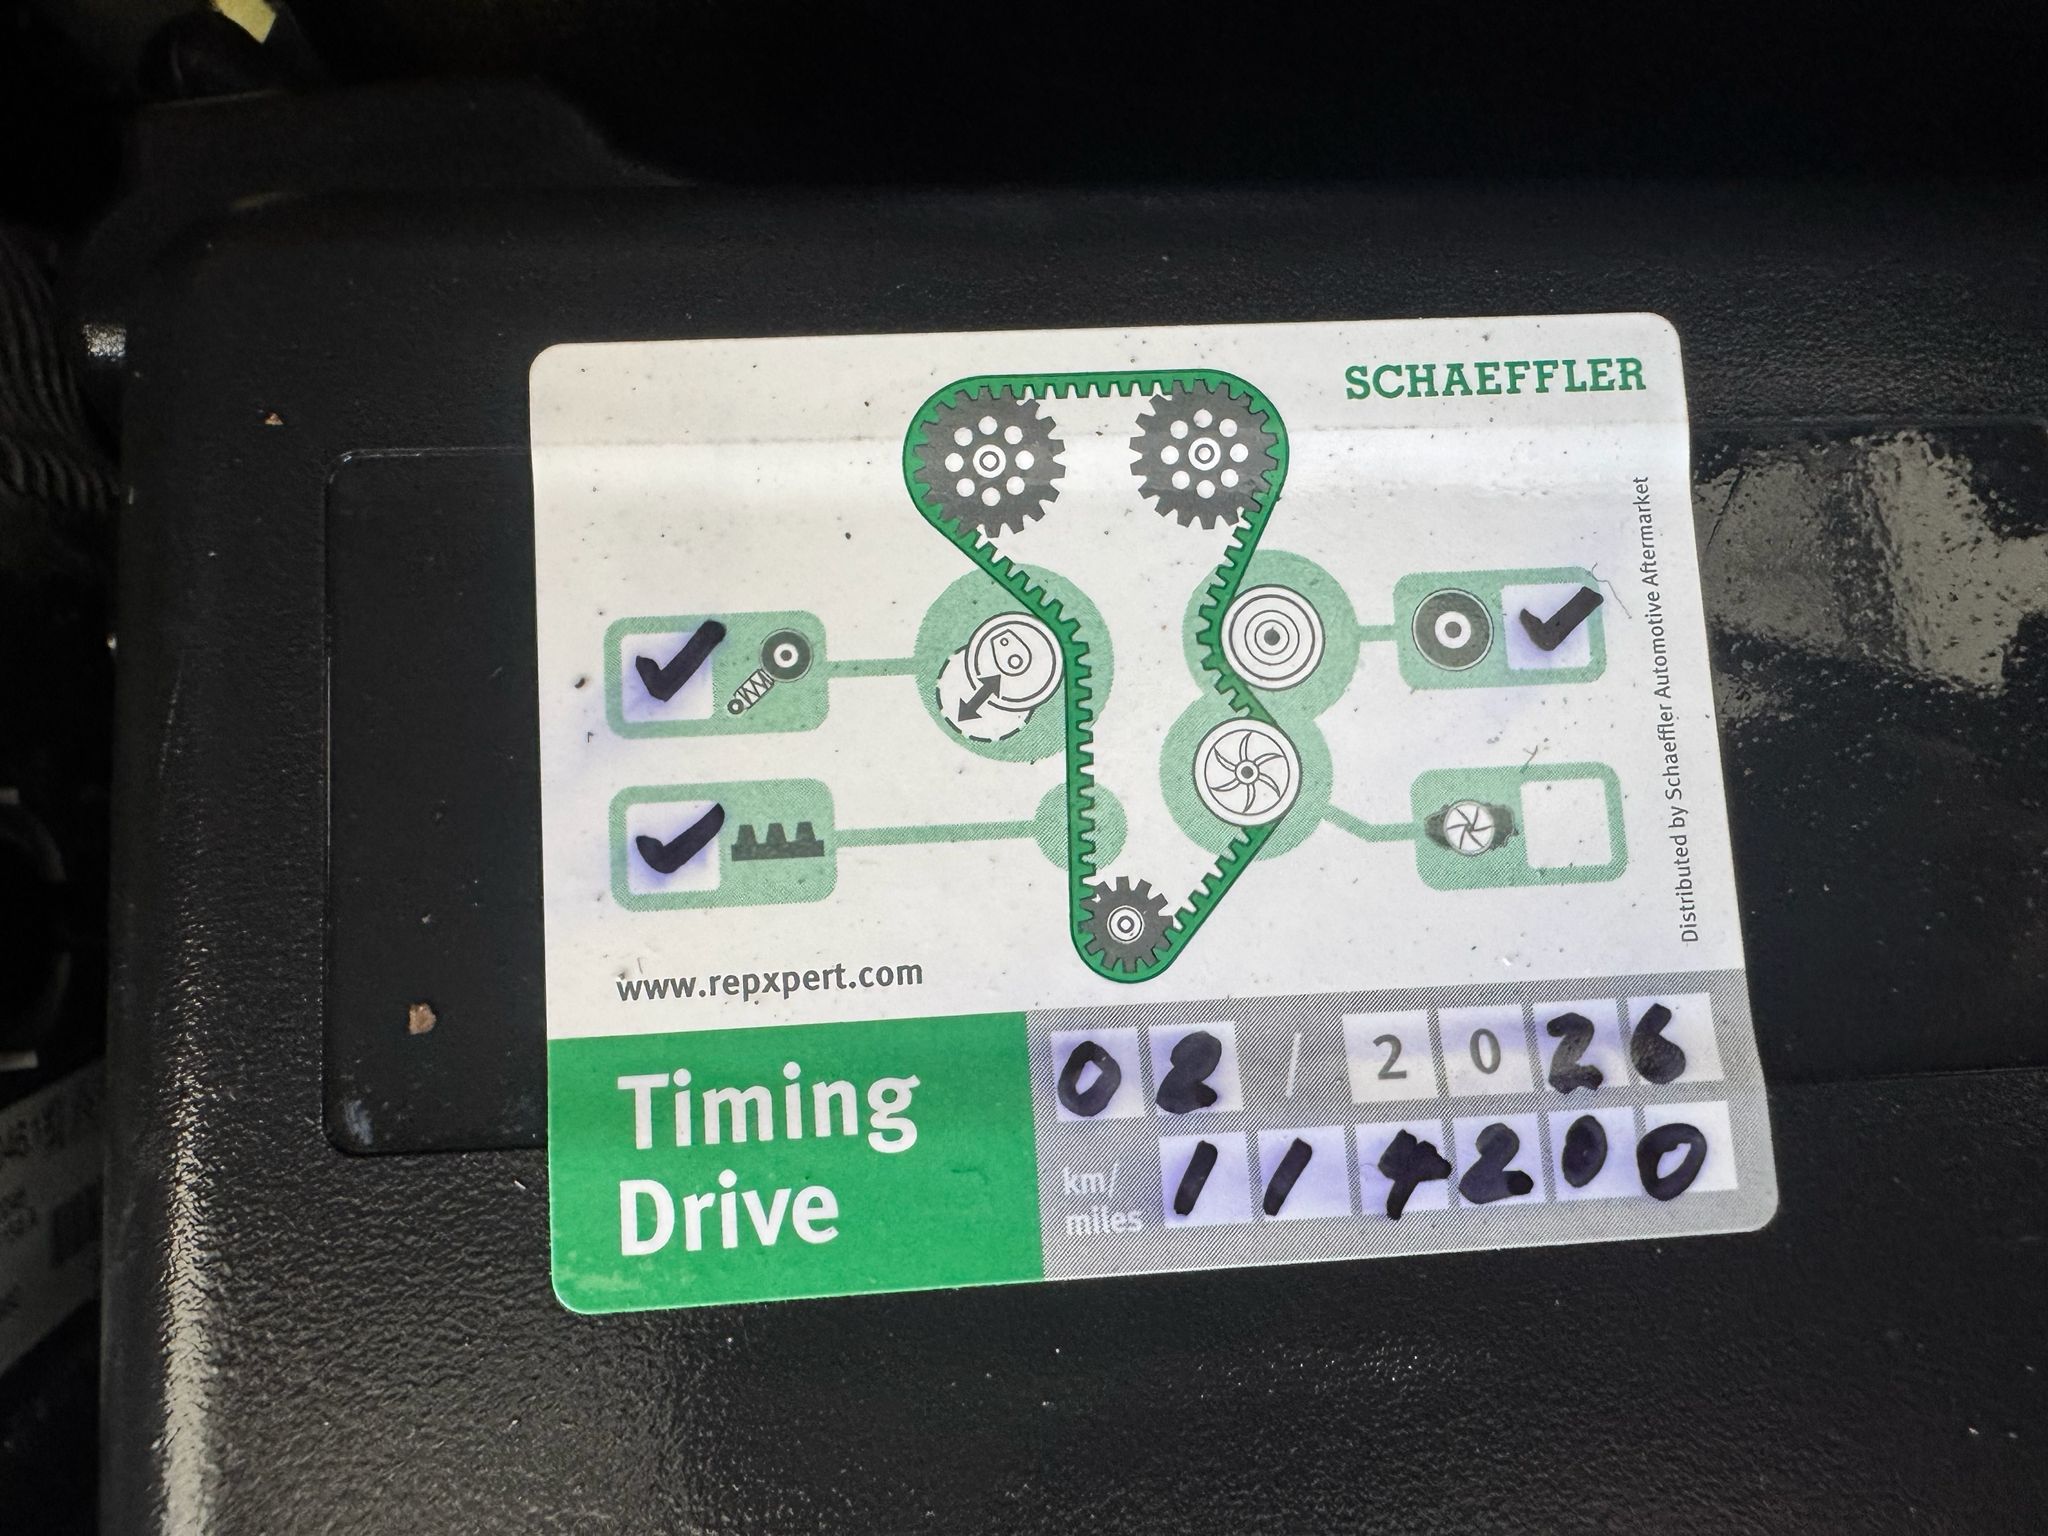 SCHAEFFLER
Distributed by Schaeffler Automotive Aftermarket
www.repxpert.com
Timing
Drive
02 / 2026
km/
miles
114200